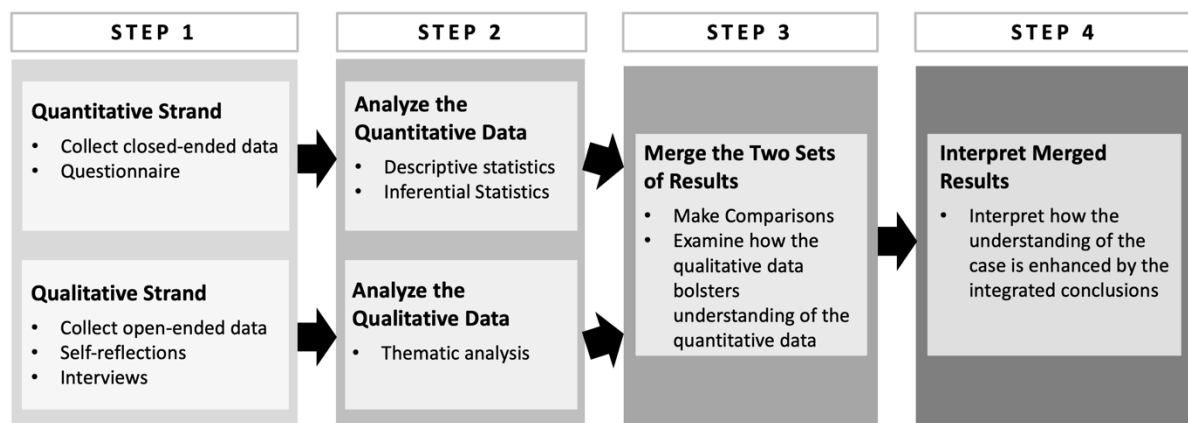 STEP 1
STEP 2
STEP 3
STEP 4
Quantitative Strand
• Collect closed-ended data
• Questionnaire
Qualitative Strand
• Collect open-ended data
• Self-reflections
• Interviews
Analyze the
Quantitative Data
• Descriptive statistics
• Inferential Statistics
Analyze the
Qualitative Data
• Thematic analysis
Merge the Two Sets
of Results
• Make Comparisons
• Examine how the
qualitative data
bolsters
understanding of the
quantitative data
Interpret Merged
Results
• Interpret how the
understanding of the
case is enhanced by the
integrated conclusions